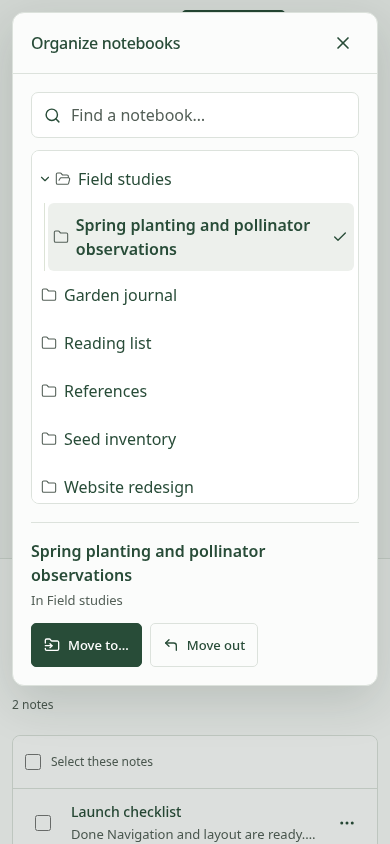 Organize notebooks
Find a notebook...
Field studies
Spring planting and pollinator
observations
Garden journal
Reading list
References
Seed inventory
Website redesign
Spring planting and pollinator
observations
In Field studies
Move to...
Move out
2 notes
Select these notes
Launch checklist
Done Navigation and layout are ready....